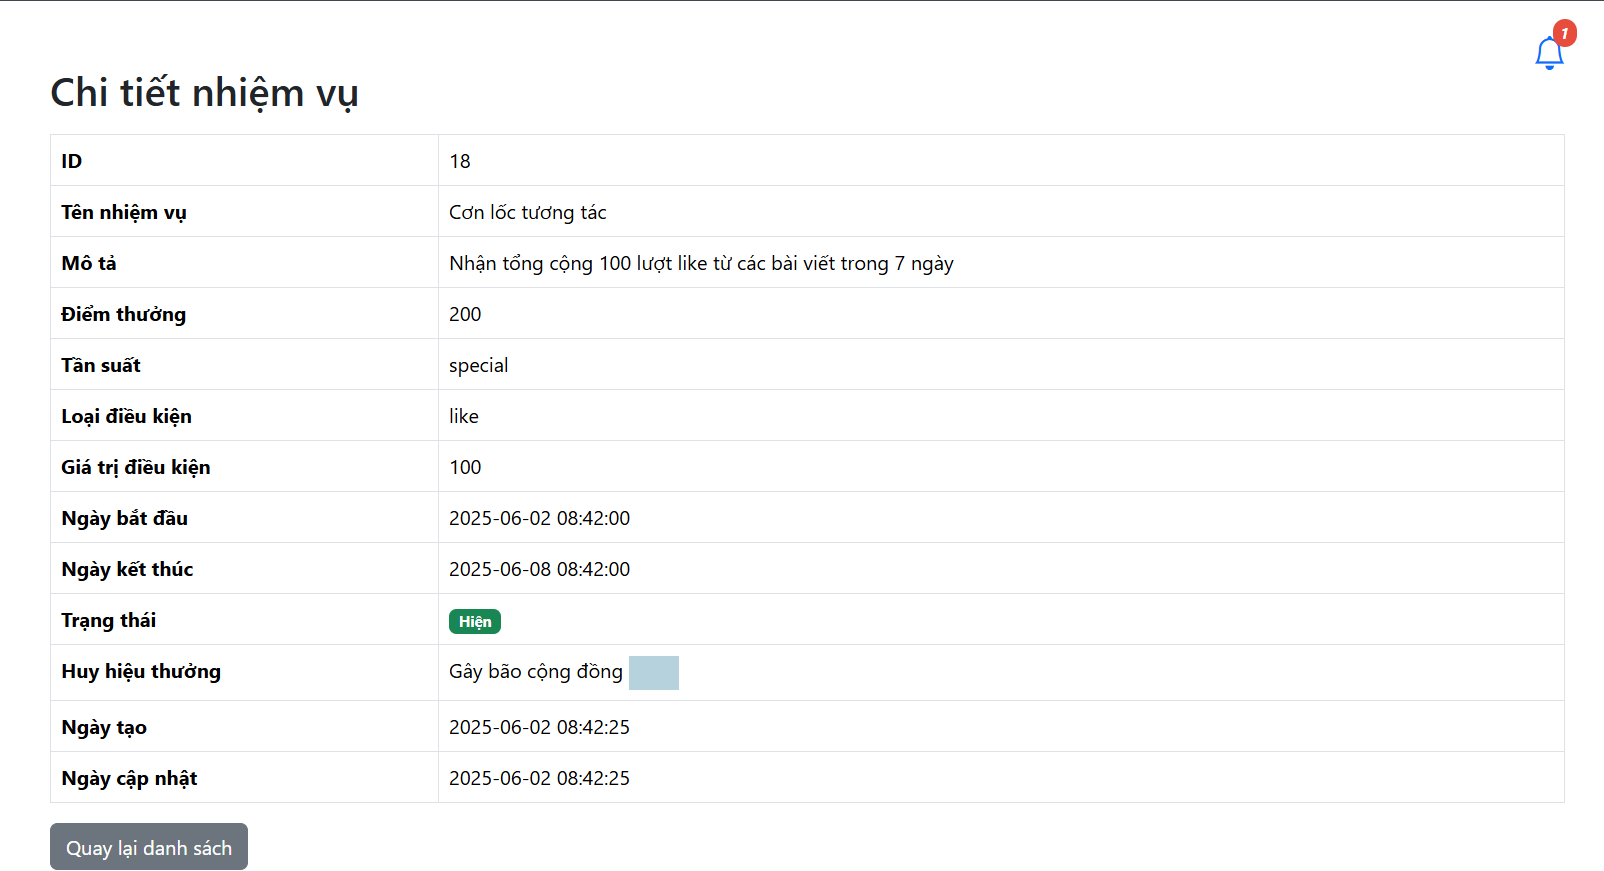 1
Chi tiết nhiệm vụ
ID 18
Tên nhiệm vụ Cơn lốc tương tác
Mô tả Nhận tổng cộng 100 lượt like từ các bài viết trong 7 ngày
Điểm thưởng 200
Tần suất special
Loại điều kiện like
Giá trị điều kiện 100
Ngày bắt đầu 2025-06-02 08:42:00
Ngày kết thúc 2025-06-08 08:42:00
Trạng thái Hiện
Huy hiệu thưởng Gây bão cộng đồng
Ngày tạo 2025-06-02 08:42:25
Ngày cập nhật 2025-06-02 08:42:25
Quay lại danh sách